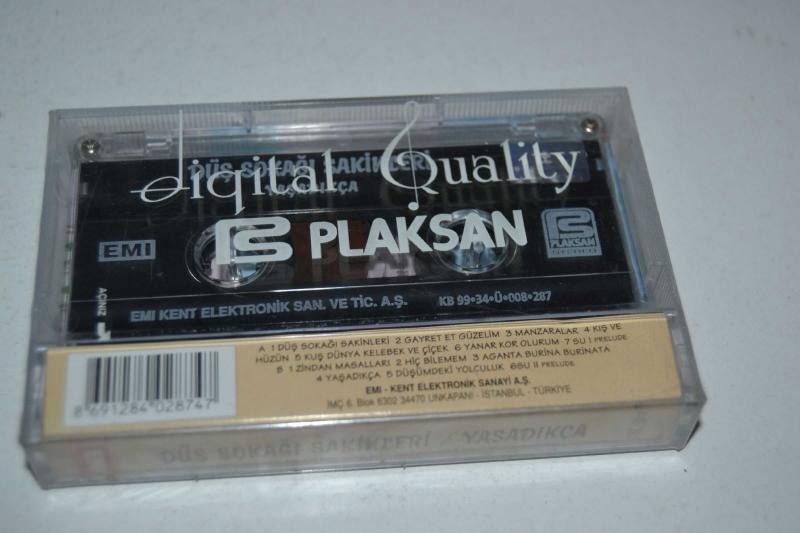 DÜŞ SOKAĞI SAKİNLERİ
YAŞADIKÇA
digital Quality
EMI
PLAKSAN
PLAKSAN
STEREO
AÇINIZ
EMI KENT ELEKTRONİK SAN. VE TİC. A.Ş. KB 99•34•Ü•008•287
A 1 DÜŞ SOKAĞI SAKİNLERİ 2 GAYRET ET GÜZELİM 3 MANZARALAR 4 KIŞ VE
HÜZÜN 5 KUŞ DÜNYA KELEBEK VE ÇİÇEK 6 YANAR KOR OLURUM 7 SU I PRELUDE
B 1 ZİNDAN MASALLARI 2 HİÇ BİLEMEM 3 AGANTA BURİNA BURİNATA
4 YAŞADIKÇA 5 DÜŞÜMDEKİ YOLCULUK 6 SU II PRELUDE
EMI - KENT ELEKTRONİK SANAYİ A.Ş.
İMÇ 6. Blok 6302 34470 UNKAPANI - İSTANBUL - TÜRKİYE
8 691284 028747
DÜŞ SOKAĞI SAKİNLERİ / YAŞADIKÇA